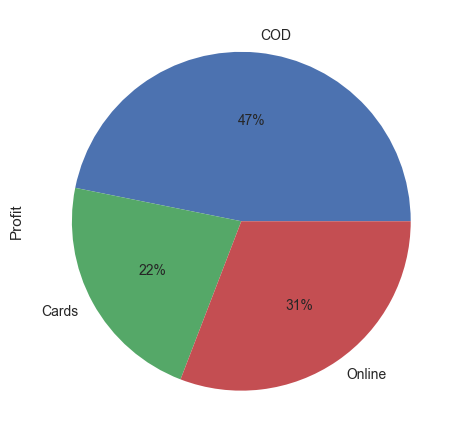 COD
47%
Profit
22%
31%
Cards
Online